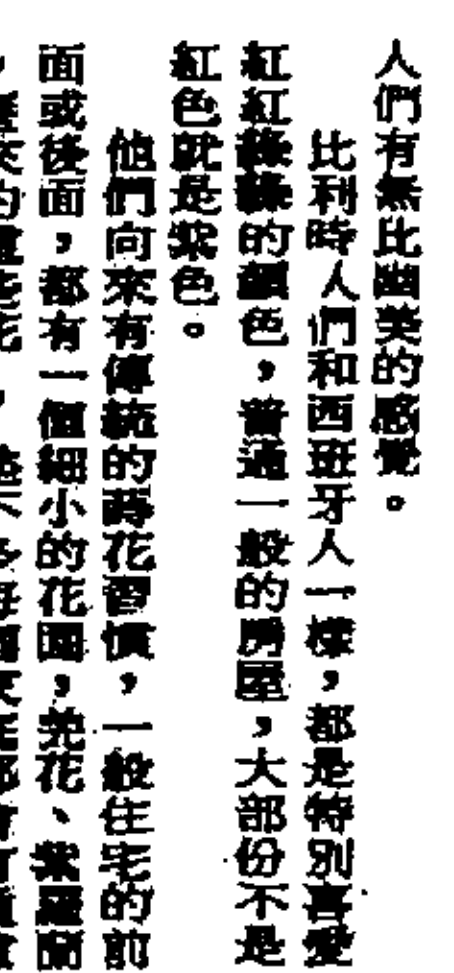 人們有無比幽美的感覺。
比利時人們和西班牙人一樣，都是特別喜愛
紅紅綠綠的顏色，普通一般的房屋，大部份不是
紅色就是紫色。
他們向來有傳統的蒔花習慣，一般住宅的前
面或後面，都有一個細小的花園，羌花、紫羅蘭